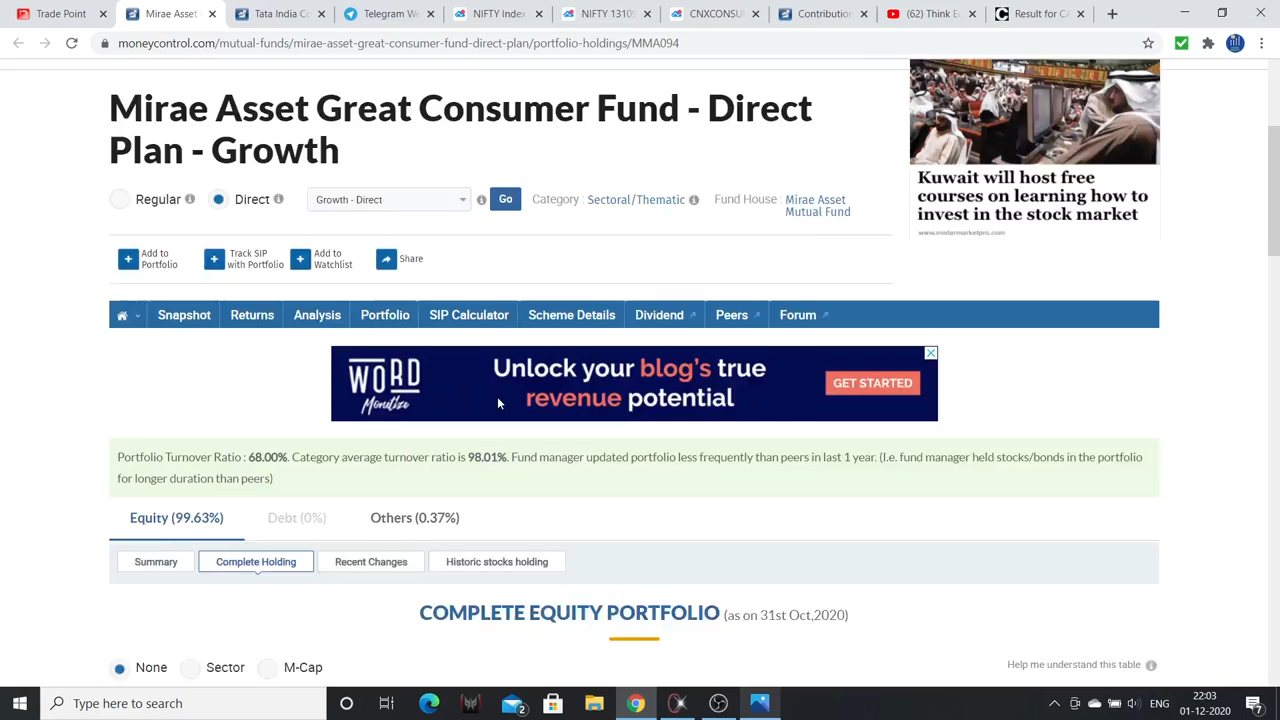 Trade Point
Mirae Asset
Telegram We
NIFTY Index
NIFTY 13109
CNXCONSU
Contribution
(62) Think E
Result for C
moneycontrol.com/mutual-funds/mirae-asset-great-consumer-fund-direct-plan/portfolio-holdings/MMA094
Mirae Asset Great Consumer Fund - Direct
Plan - Growth
Kuwait will host free
courses on learning how to
invest in the stock market
www.mistermarketpro.com
Regular
Direct
Growth - Direct
Go
Category : Sectoral/Thematic
Fund House : Mirae Asset
Mutual Fund
Add to
Portfolio
Track SIP
with Portfolio
Add to
Watchlist
Share
Snapshot
Returns
Analysis
Portfolio
SIP Calculator
Scheme Details
Dividend
Peers
Forum
WORD
Monetize
Unlock your blog's true
revenue potential
GET STARTED
Portfolio Turnover Ratio : 68.00%. Category average turnover ratio is 98.01%. Fund manager updated portfolio less frequently than peers in last 1 year. (I.e. fund manager held stocks/bonds in the portfolio
for longer duration than peers)
Equity (99.63%)
Debt (0%)
Others (0.37%)
Summary
Complete Holding
Recent Changes
Historic stocks holding
COMPLETE EQUITY PORTFOLIO (as on 31st Oct,2020)
None
Sector
M-Cap
Help me understand this table
Type here to search
2
ENG
22:03
01-12-2020
7